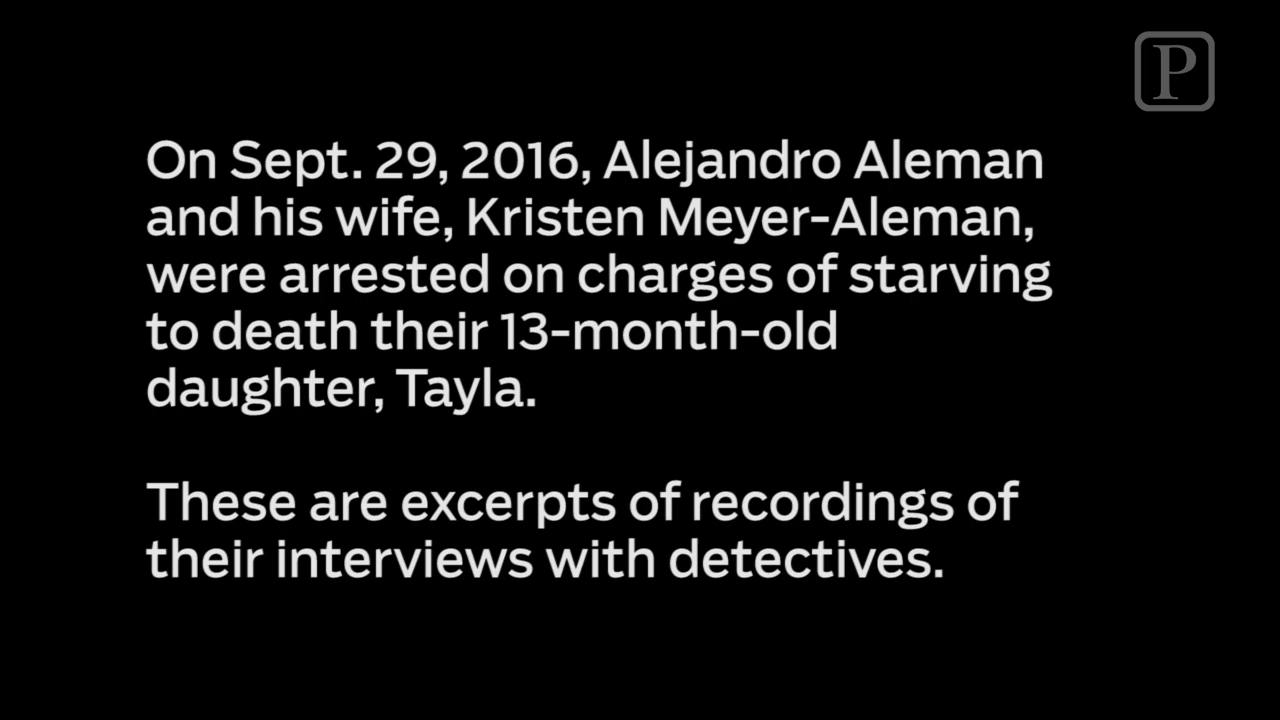 P
On Sept. 29, 2016, Alejandro Aleman
and his wife, Kristen Meyer-Aleman,
were arrested on charges of starving
to death their 13-month-old
daughter, Tayla.
These are excerpts of recordings of
their interviews with detectives.